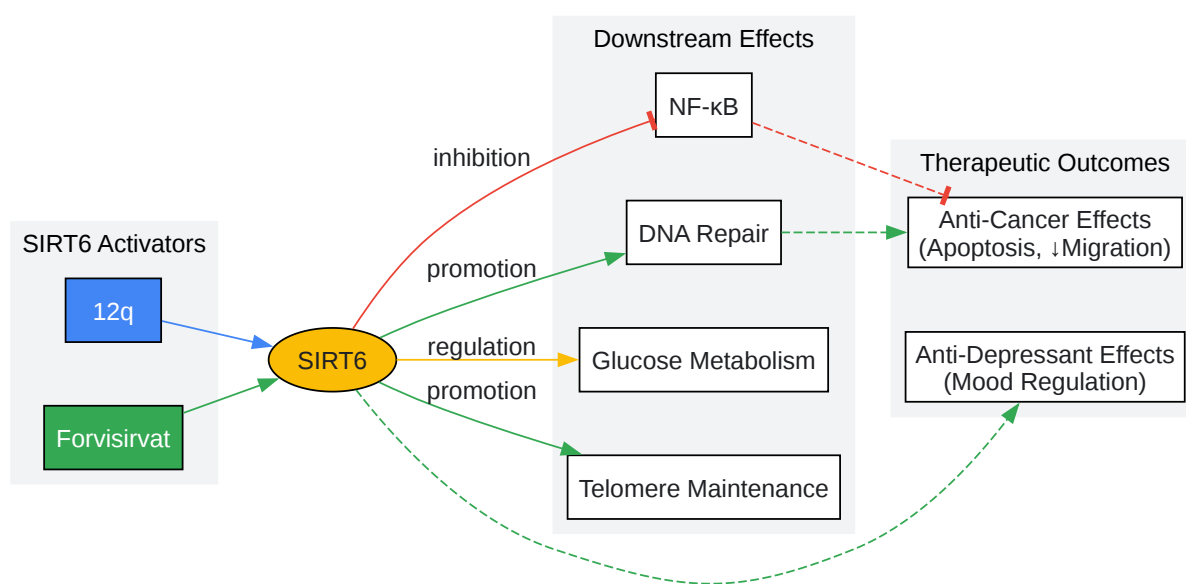 Downstream Effects
NF-κB
inhibition
Therapeutic Outcomes
Anti-Cancer Effects
(Apoptosis, ↓Migration)
DNA Repair
SIRT6 Activators
12q
promotion
SIRT6
regulation
Glucose Metabolism
Anti-Depressant Effects
(Mood Regulation)
promotion
Forvisirvat
Telomere Maintenance